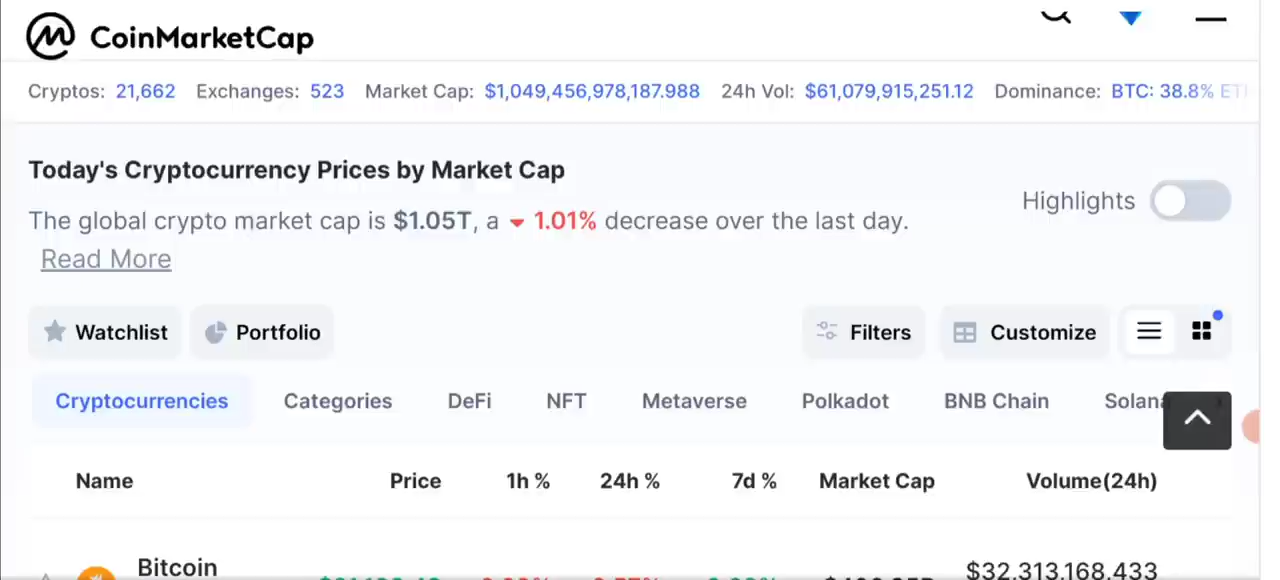 CoinMarketCap
Cryptos: 21,662 Exchanges: 523 Market Cap: $1,049,456,978,187.988 24h Vol: $61,079,915,251.12 Dominance: BTC: 38.8%
Today's Cryptocurrency Prices by Market Cap
Highlights
The global crypto market cap is $1.05T, a 1.01% decrease over the last day.
Read More
Watchlist Portfolio Filters Customize
Cryptocurrencies Categories DeFi NFT Metaverse Polkadot BNB Chain
Name Price 1h % 24h % 7d % Market Cap Volume(24h)
Bitcoin $32,313,168,433